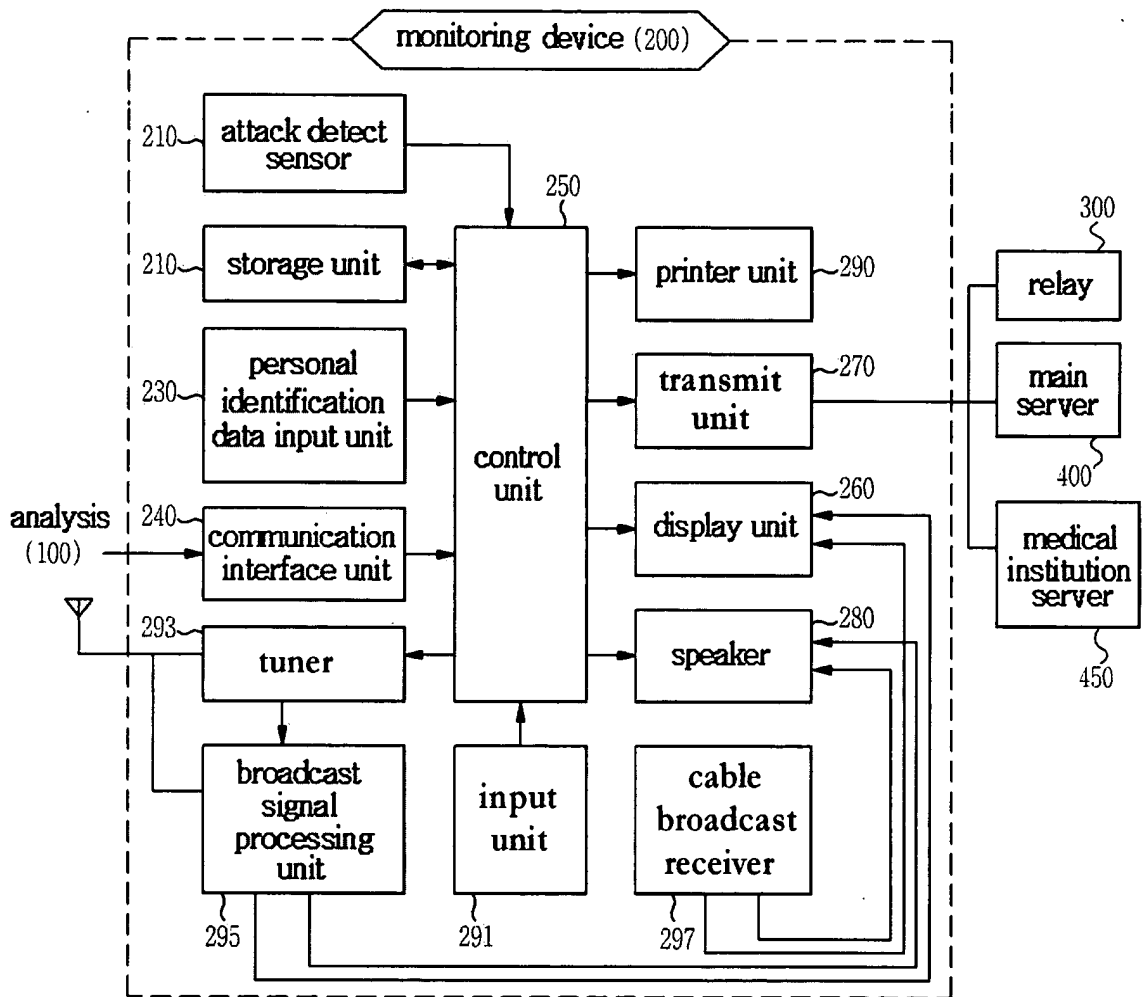 monitoring device (200)
210
attack detect
sensor
250
210
storage unit
printer unit
290
300
relay
230
personal
identification
data input unit
transmit
unit
270
main
server
400
control
unit
analysis
(100)
240
communication
interface unit
display unit
260
medical
institution
server
450
293
tuner
speaker
280
broadcast
signal
processing
unit
295
input
unit
291
cable
broadcast
receiver
297